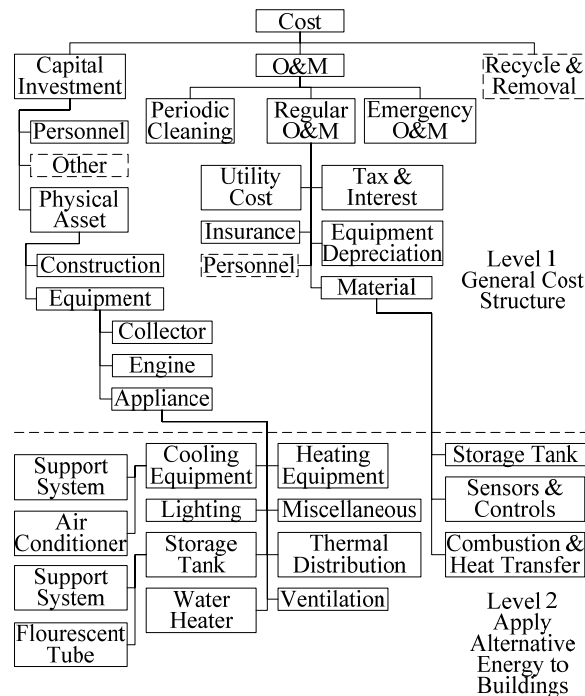 Cost
Capital
Investment
O&M
Recycle &
Removal
Periodic
Cleaning
Regular
O&M
Emergency
O&M
Personnel
Other
Physical
Asset
Construction
Equipment
Collector
Engine
Appliance
Utility
Cost
Tax &
Interest
Insurance
Equipment
Depreciation
Personnel
Material
Level 1
General Cost
Structure
Support
System
Cooling
Equipment
Heating
Equipment
Storage Tank
Air
Conditioner
Lighting
Miscellaneous
Sensors &
Controls
Support
System
Storage
Tank
Thermal
Distribution
Combustion &
Heat Transfer
Flourescent
Tube
Water
Heater
Ventilation
Level 2
Apply
Alternative
Energy to
Buildings